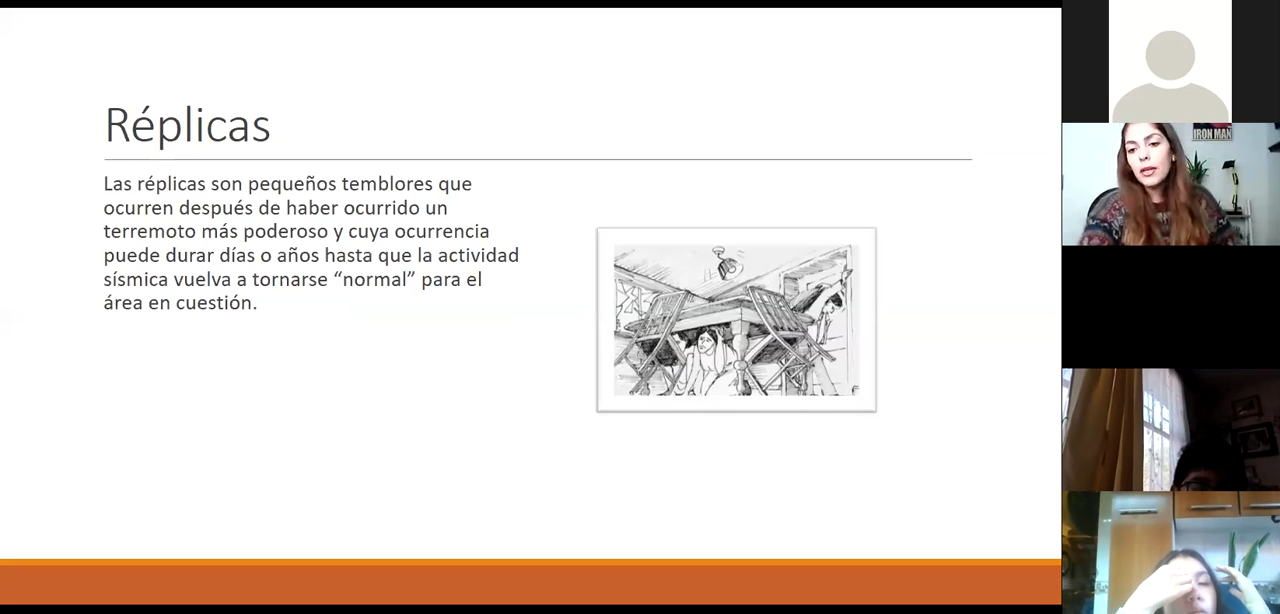 Réplicas
Las réplicas son pequeños temblores que
ocurren después de haber ocurrido un
terremoto más poderoso y cuya ocurrencia
puede durar días o años hasta que la actividad
sísmica vuelva a tornarse “normal” para el
área en cuestión.
IRON MAN